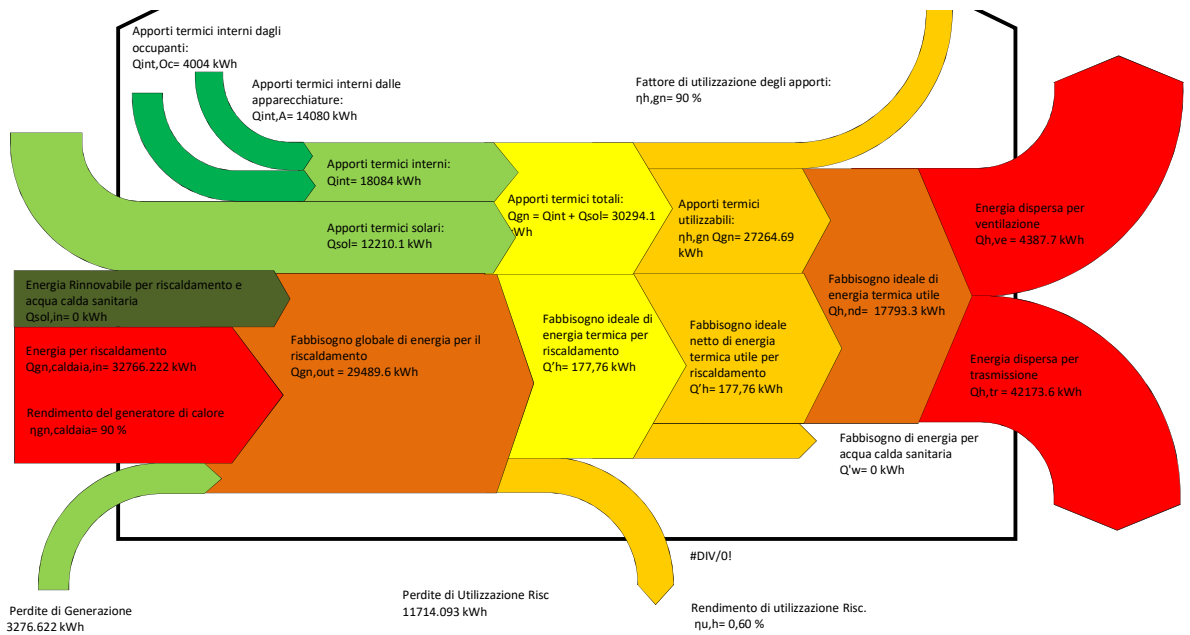 Apporti termici interni dagli
occupanti:
Qint,Oc= 4004 kWh
Apporti termici interni dalle
apparecchiature:
Qint,A= 14080 kWh
Fattore di utilizzazione degli apporti:
ηh,gn= 90 %
Apporti termici interni:
Qint= 18084 kWh
Apporti termici solari:
Qsol= 12210.1 kWh
Apporti termici totali:
Qgn = Qint + Qsol= 30294.1
kWh
Apporti termici
utilizzabili:
ηh,gn Qgn= 27264.69
kWh
Energia dispersa per
ventilazione
Qh,ve = 4387.7 kWh
Energia Rinnovabile per riscaldamento e
acqua calda sanitaria
Qsol,in= 0 kWh
Energia per riscaldamento
Qgn,caldaia,in= 32766.222 kWh
Rendimento del generatore di calore
ηgn,caldaia= 90 %
Fabbisogno globale di energia per il
riscaldamento
Qgn,out = 29489.6 kWh
Fabbisogno ideale di
energia termica per
riscaldamento
Q'h= 177,76 kWh
Fabbisogno ideale
netto di energia
termica utile per
riscaldamento
Q'h= 177,76 kWh
Fabbisogno ideale di
energia termica utile
Qh,nd= 17793.3 kWh
Energia dispersa per
trasmissione
Qh,tr = 42173.6 kWh
Fabbisogno di energia per
acqua calda sanitaria
Q'w= 0 kWh
#DIV/0!
Perdite di Generazione
3276.622 kWh
Perdite di Utilizzazione Risc
11714.093 kWh
Rendimento di utilizzazione Risc.
ηu,h= 0,60 %